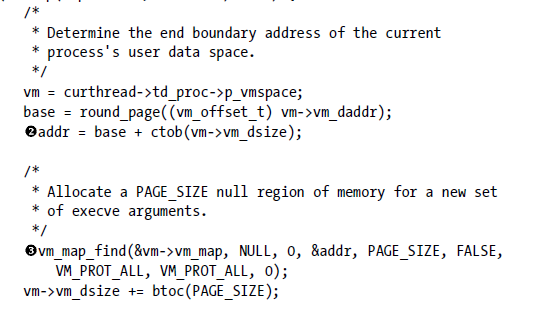 /*
* Determine the end boundary address of the current
* process's user data space.
*/
vm = curthread->td_proc->p_vmspace;
base = round_page((vm_offset_t) vm->vm_daddr);
❷addr = base + ctob(vm->vm_dsize);
/*
* Allocate a PAGE_SIZE null region of memory for a new set
* of execve arguments.
*/
❸vm_map_find(&vm->vm_map, NULL, 0, &addr, PAGE_SIZE, FALSE,
VM_PROT_ALL, VM_PROT_ALL, 0);
vm->vm_dsize += btoc(PAGE_SIZE);